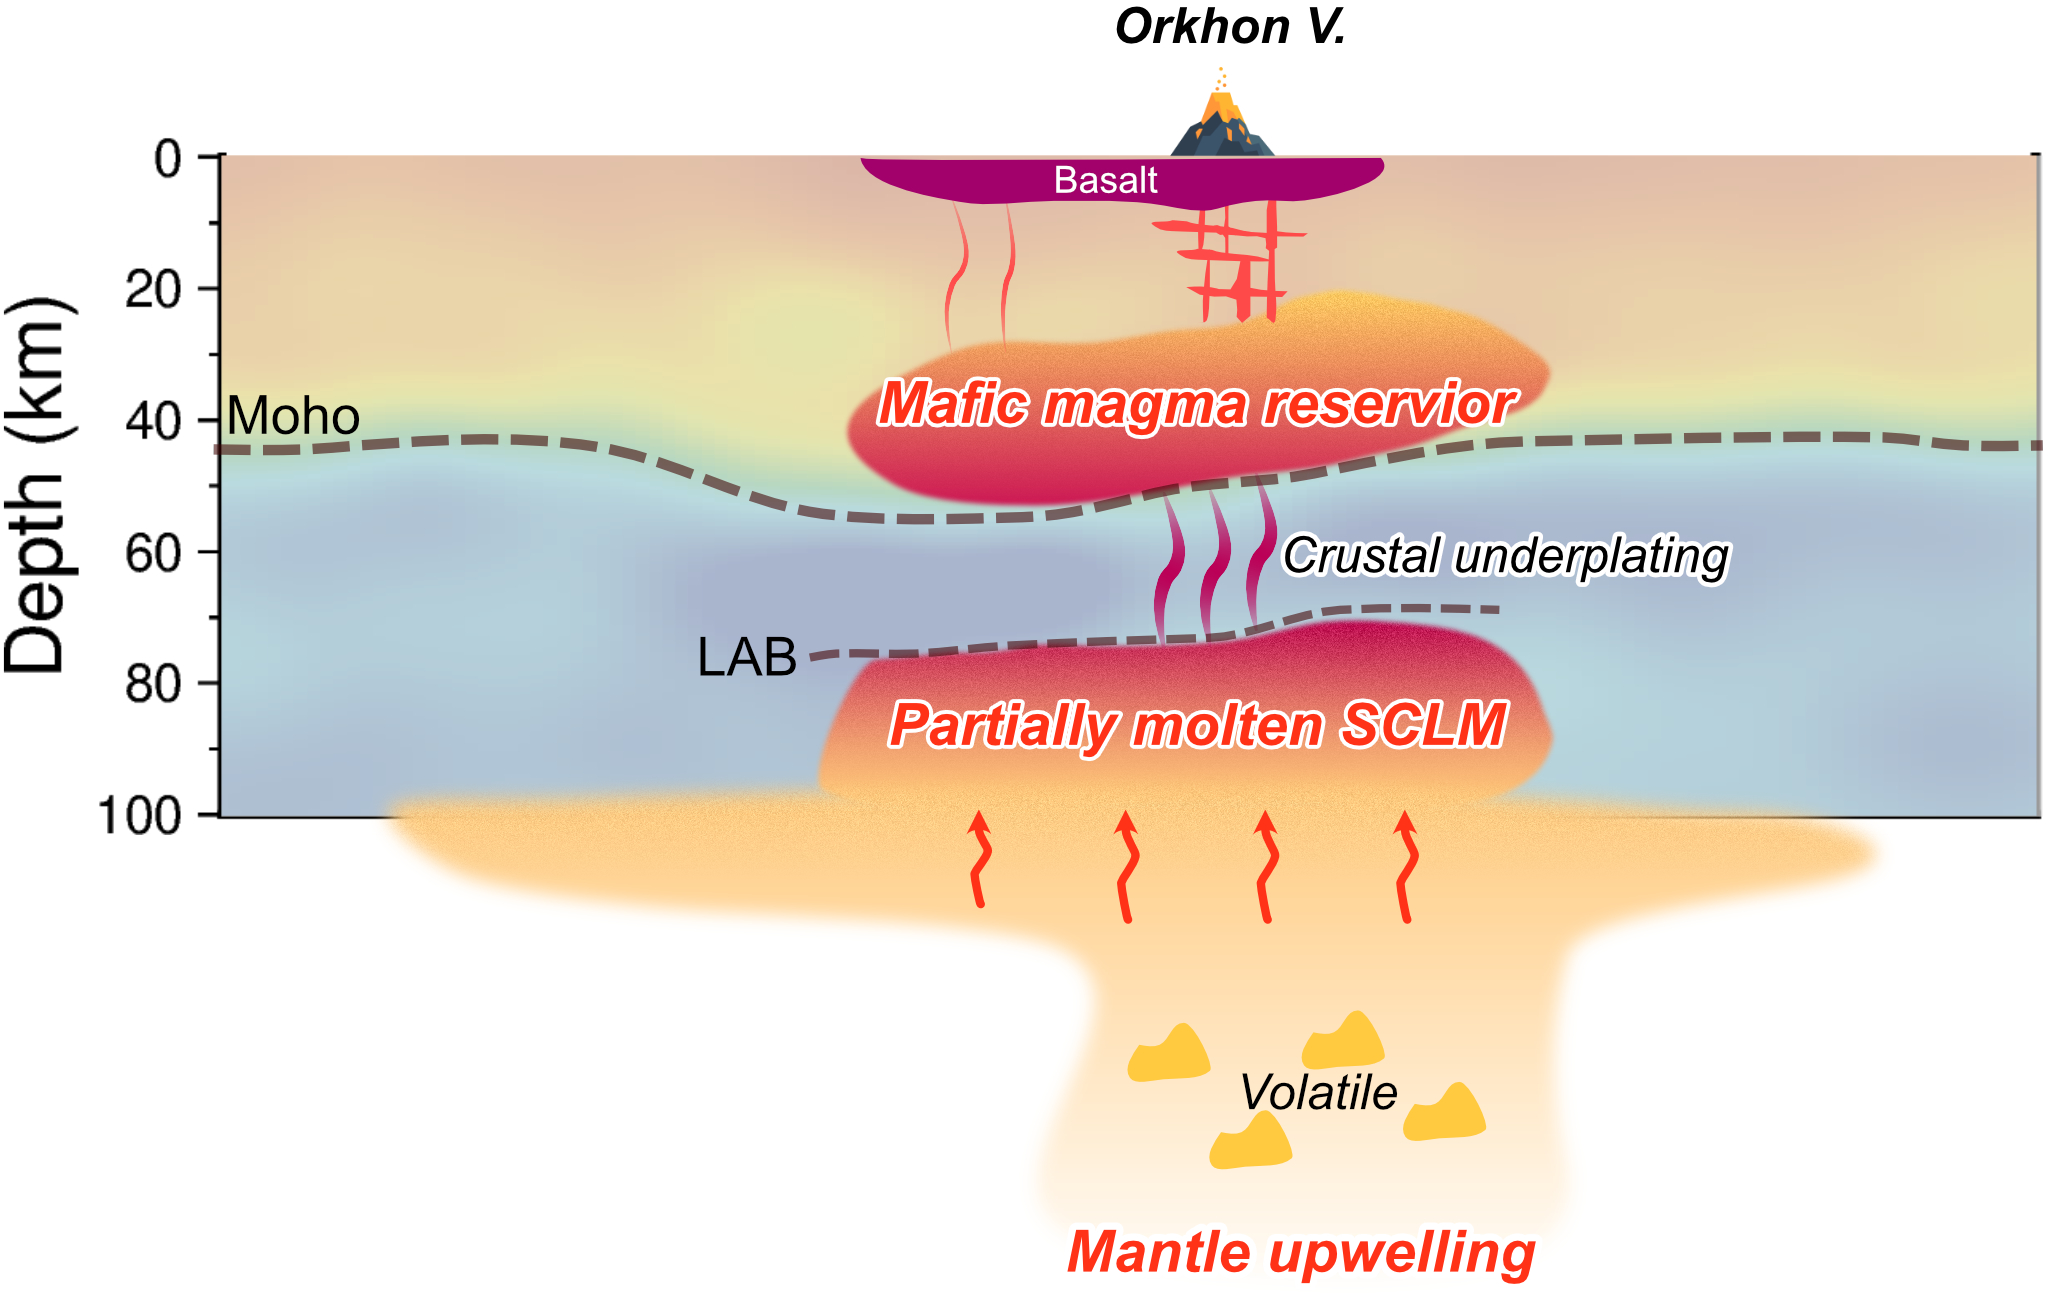 Orkhon V.
0
Basalt
20
Mafic magma reservior
Moho
40
Depth (km)
Crustal underplating
60
LAB
80
Partially molten SCLM
100
Volatile
Mantle upwelling